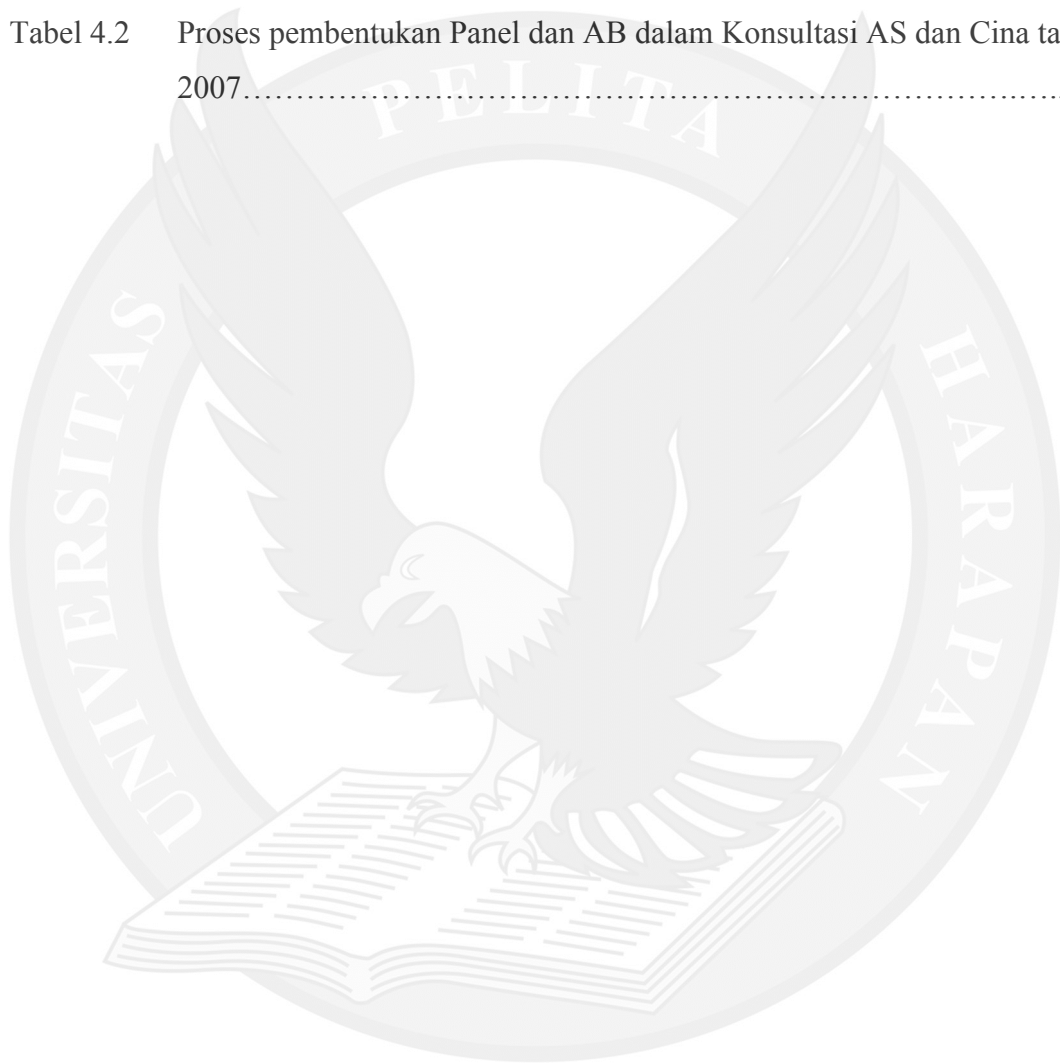 Tabel 4.2 Proses pembentukan Panel dan AB dalam Konsultasi AS dan Cina ta
2007……………………………………………………………………….…..
UNIVERSITAS PELITA HARAPAN